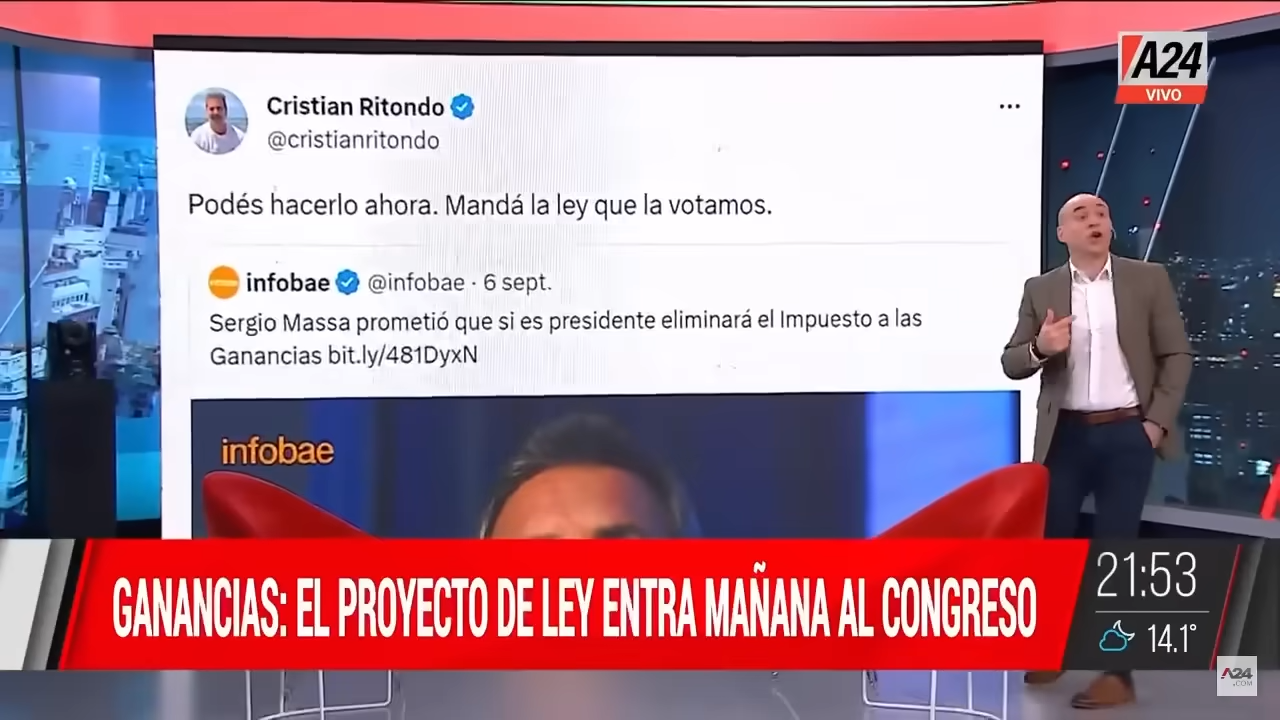 A24
VIVO
Cristian Ritondo
@cristianritondo
Podés hacerlo ahora. Mandá la ley que la votamos.
infobae @infobae · 6 sept.
Sergio Massa prometió que si es presidente eliminará el Impuesto a las
Ganancias bit.ly/481DyxN
infobae
GANANCIAS: EL PROYECTO DE LEY ENTRA MAÑANA AL CONGRESO
21:53
14.1°
A24
.COM